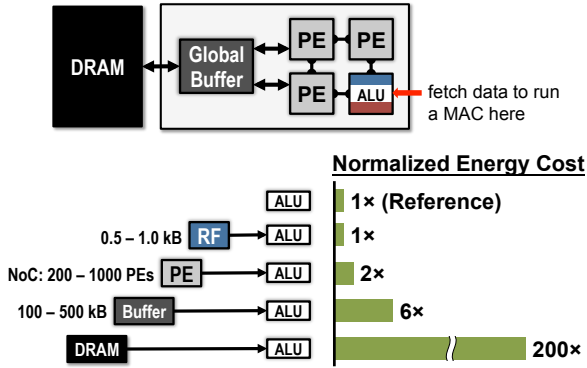 DRAM
Global
Buffer
PE
PE
PE
ALU
fetch data to run
a MAC here
Normalized Energy Cost
ALU
1× (Reference)
0.5 – 1.0 kB
RF
ALU
1×
NoC: 200 – 1000 PEs
PE
ALU
2×
100 – 500 kB
Buffer
ALU
6×
DRAM
ALU
200×